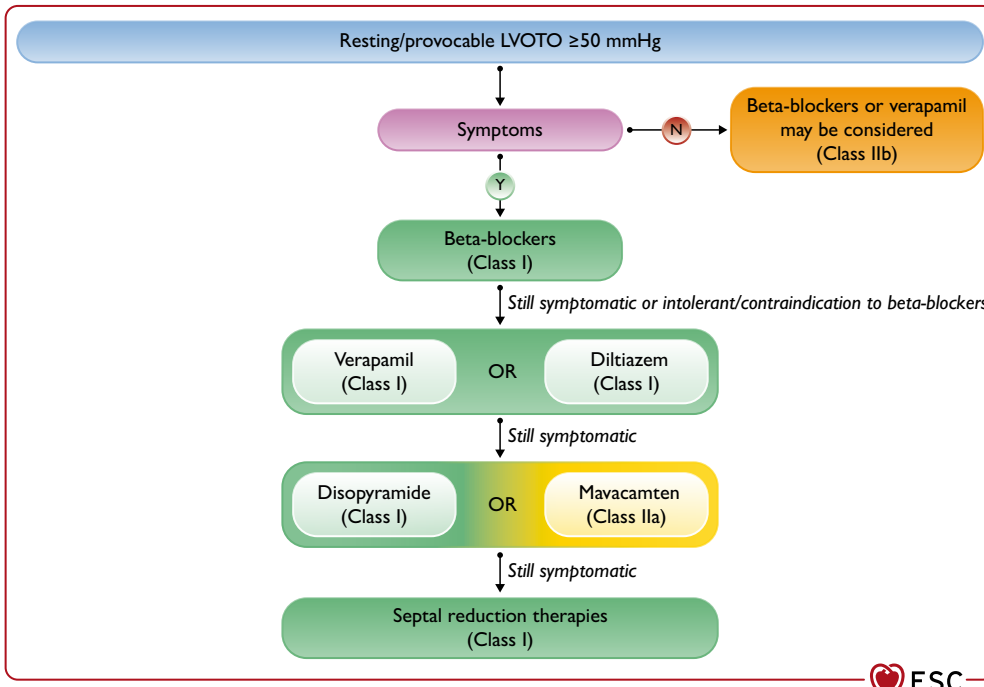 Resting/provocable LVOTO ≥50 mmHg
Symptoms
N
Beta-blockers or verapamil
may be considered
(Class IIb)
Y
Beta-blockers
(Class I)
Still symptomatic or intolerant/contraindication to beta-blockers
Verapamil
(Class I)
OR
Diltiazem
(Class I)
Still symptomatic
Disopyramide
(Class I)
OR
Mavacamten
(Class IIa)
Still symptomatic
Septal reduction therapies
(Class I)
ESC